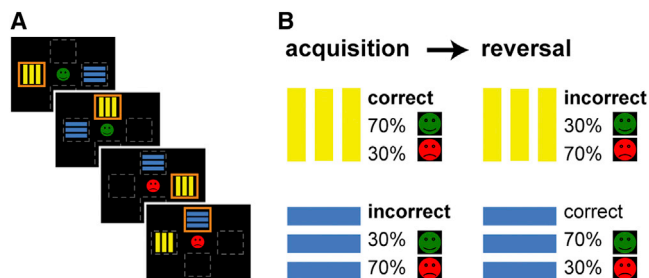 A
B
acquisition → reversal
correct
70%
30%
incorrect
30%
70%
incorrect
30%
70%
correct
70%
30%